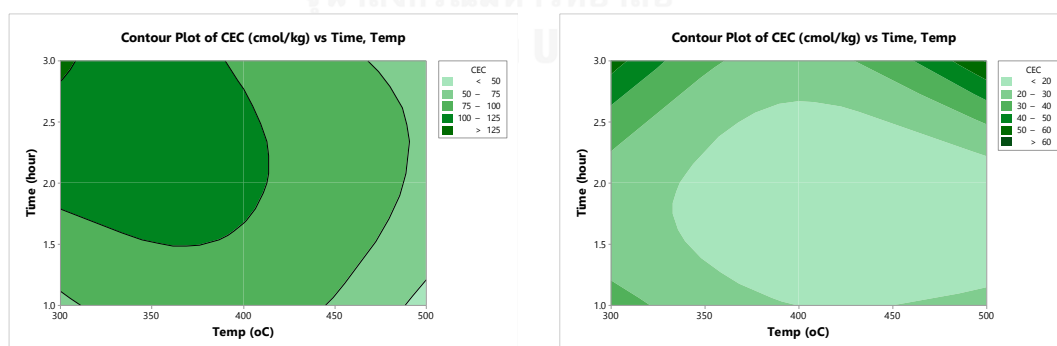 Contour Plot of CEC (cmol/kg) vs Time, Temp
CEC
< 50
50 – 75
75 – 100
100 – 125
> 125
3.0
2.5
2.0
1.5
1.0
Time (hour)
300 350 400 450 500
Temp (oC)
U
Contour Plot of CEC (cmol/kg) vs Time, Temp
CEC
< 20
20 – 30
30 – 40
40 – 50
50 – 60
> 60
3.0
2.5
2.0
1.5
1.0
Time (hour)
300 350 400 450 500
Temp (oC)